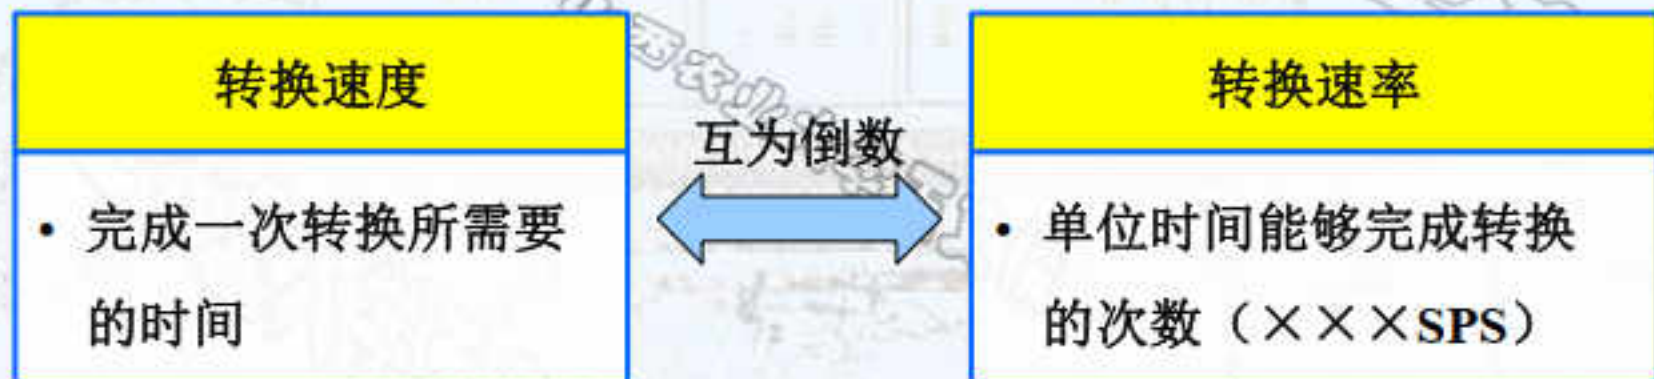 转换速度
• 完成一次转换所需要
的时间
互为倒数
转换速率
• 单位时间能够完成转换
的次数（×××SPS）